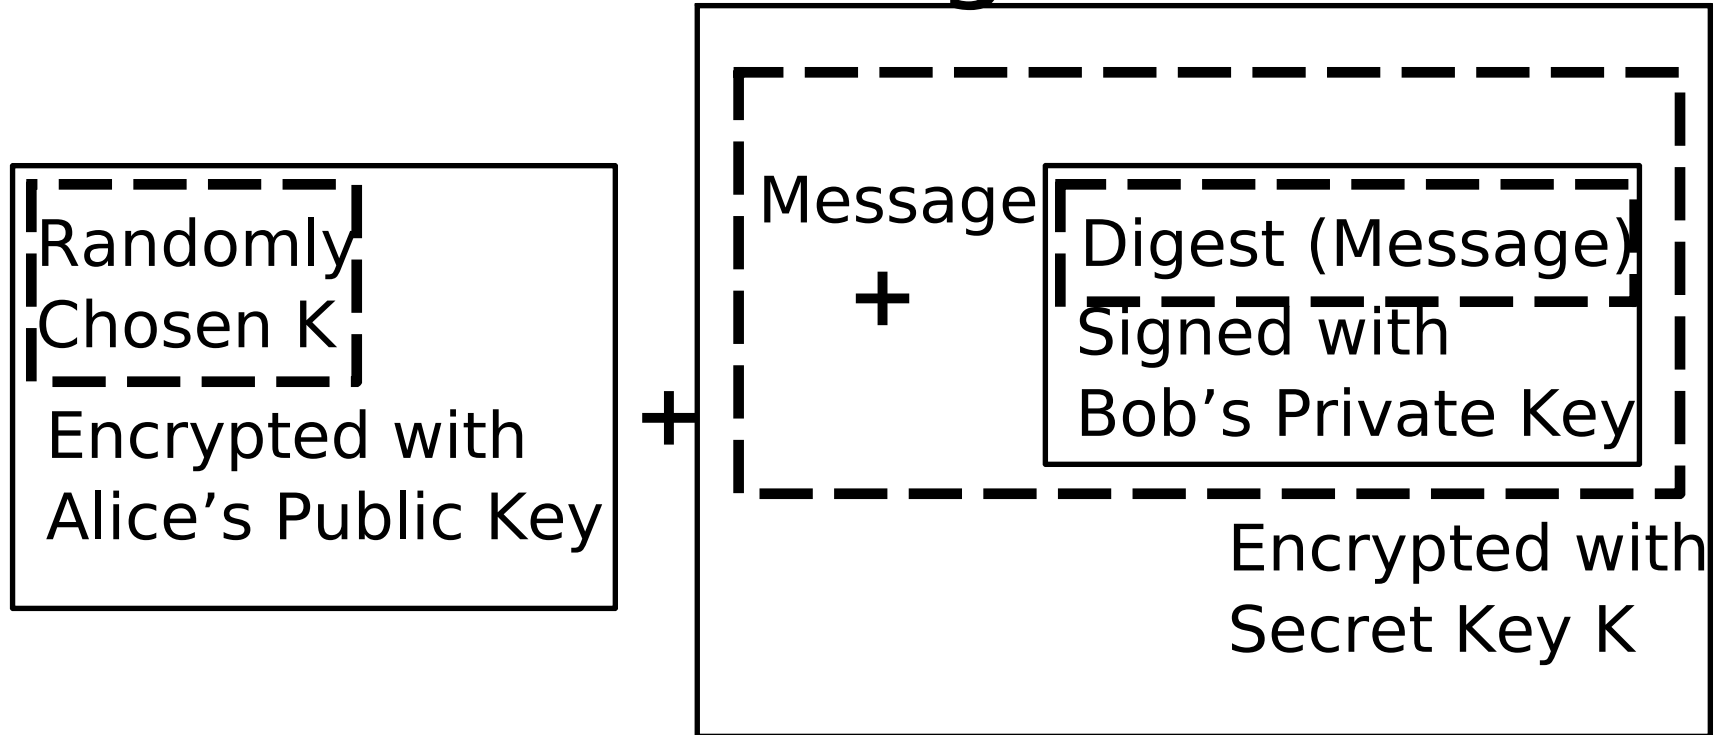 Randomly
Chosen K
Encrypted with
Alice’s Public Key
+
Message
+
Digest (Message)
Signed with
Bob’s Private Key
Encrypted with
Secret Key K